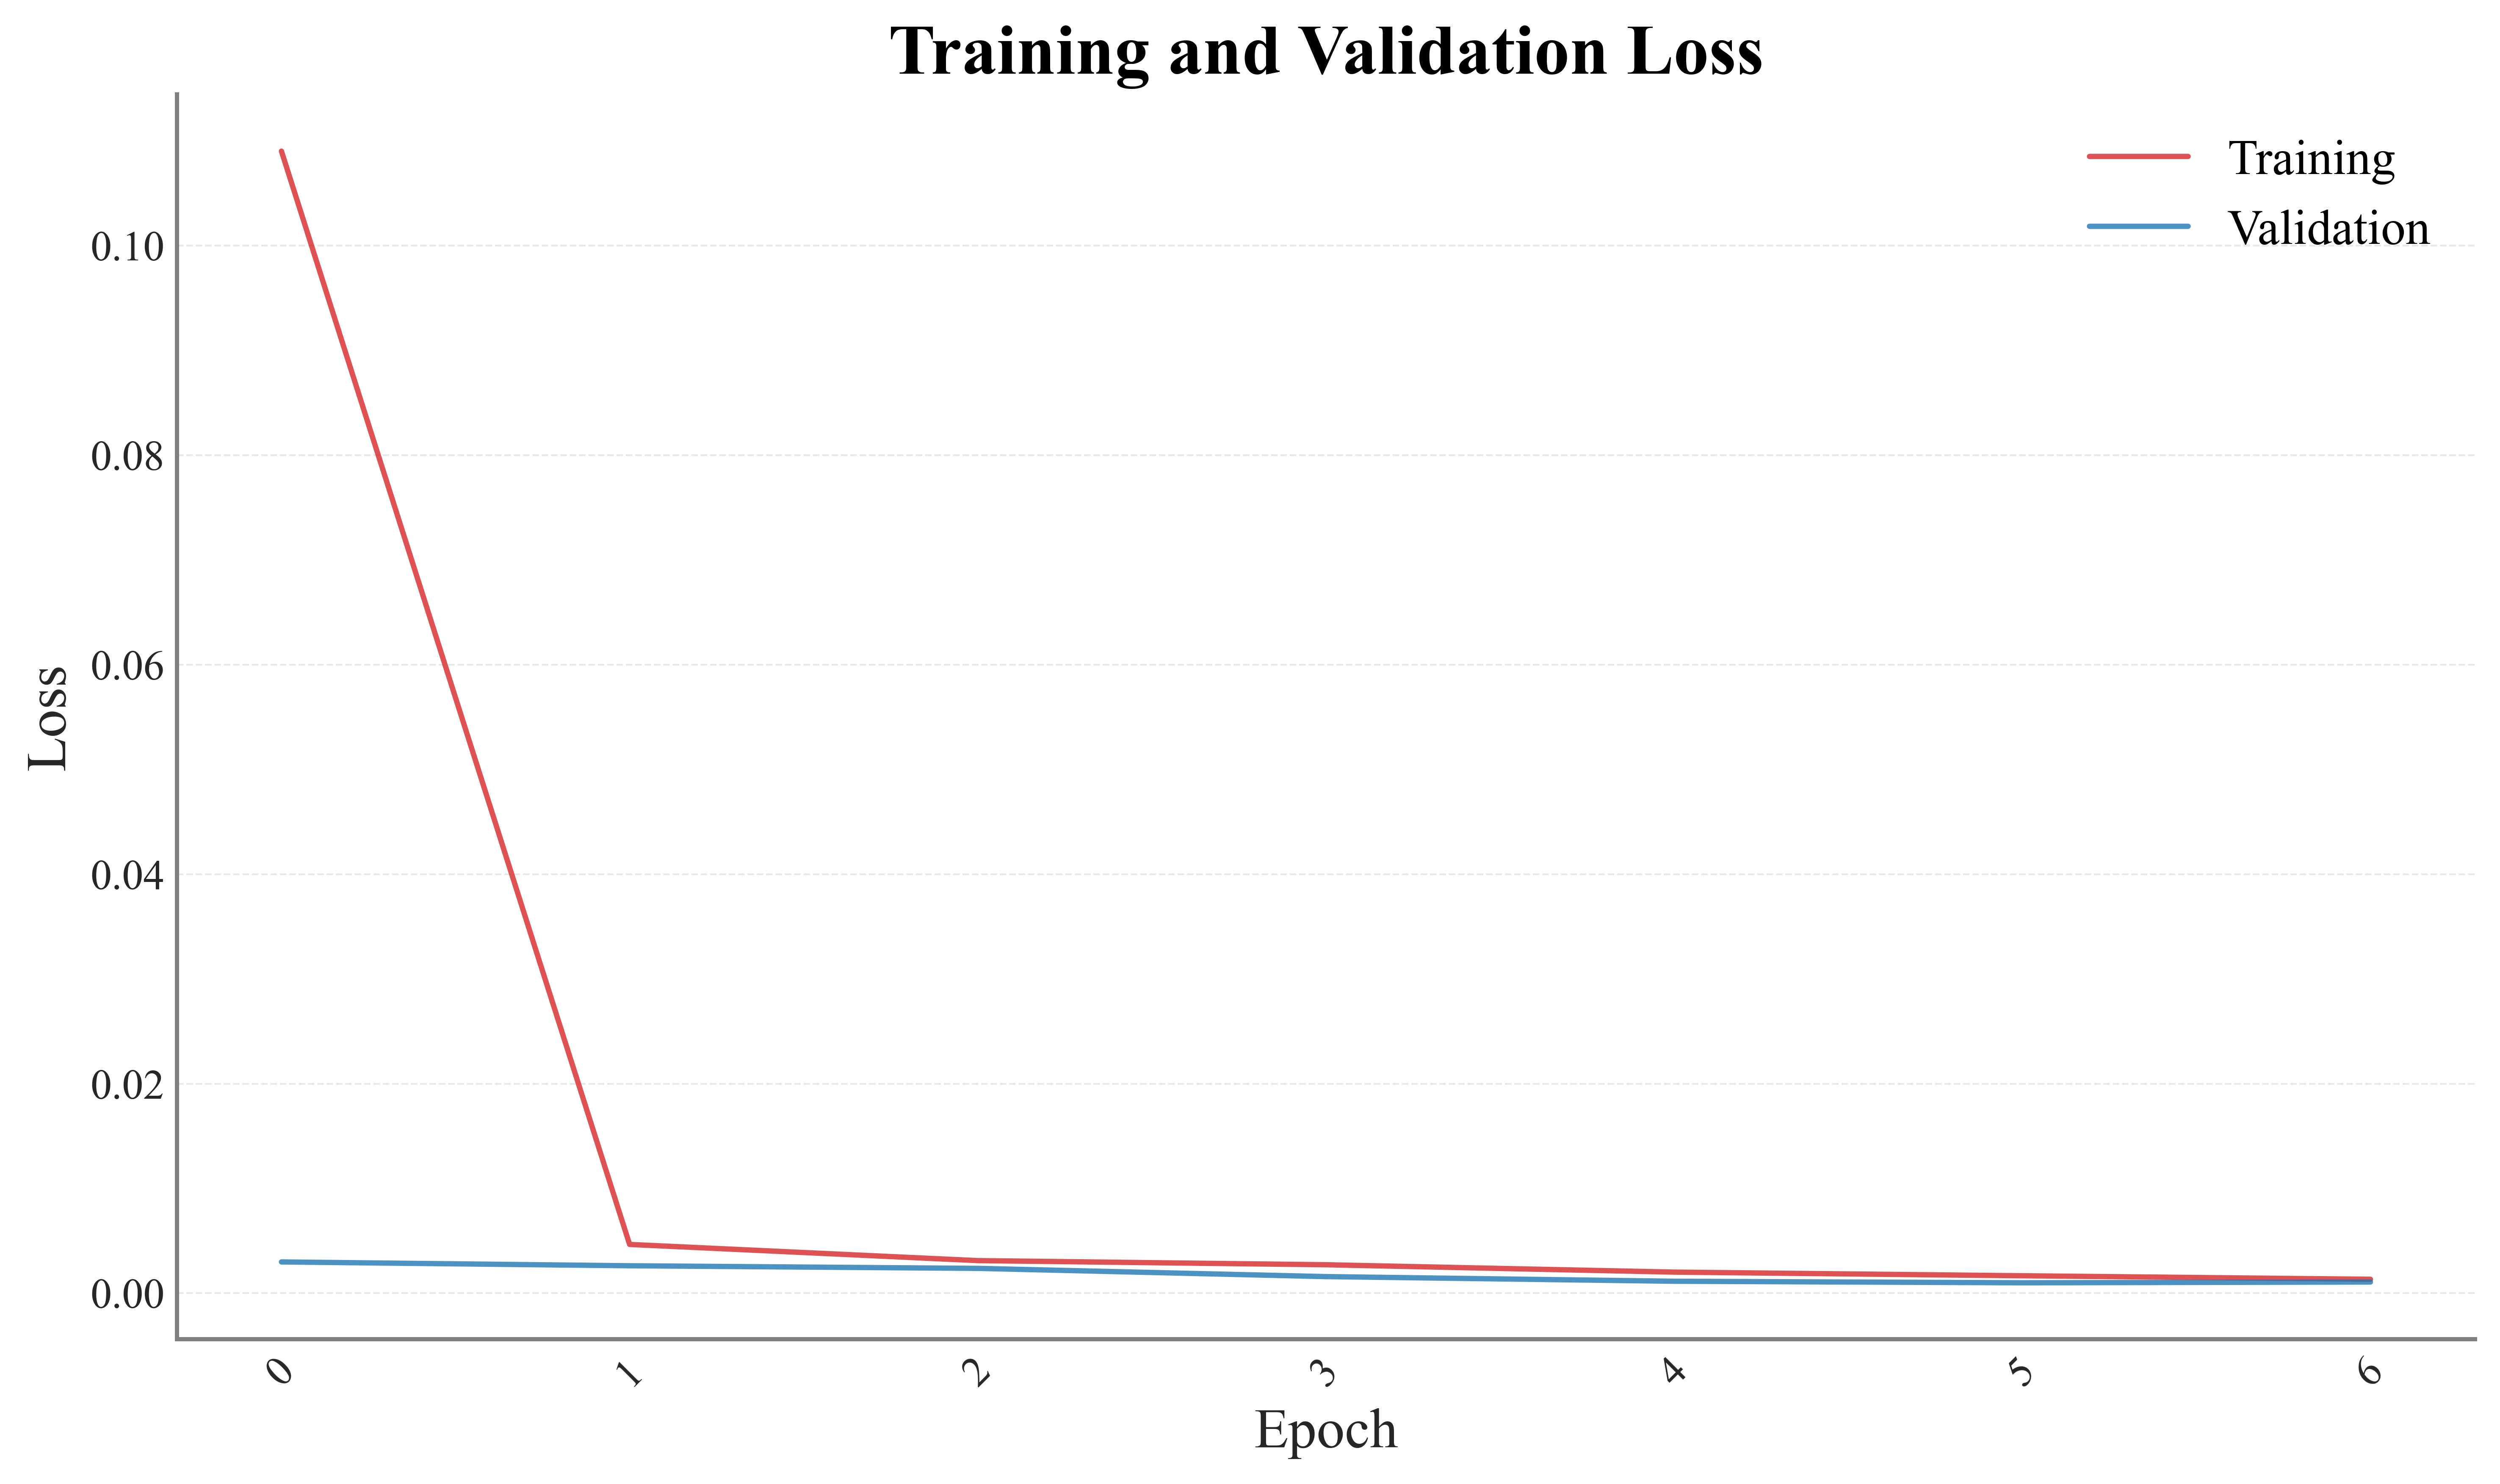 Training and Validation Loss
Training
Validation
0.10
0.08
0.06
0.04
0.02
0.00
Loss
0 1 2 3 4 5 6
Epoch